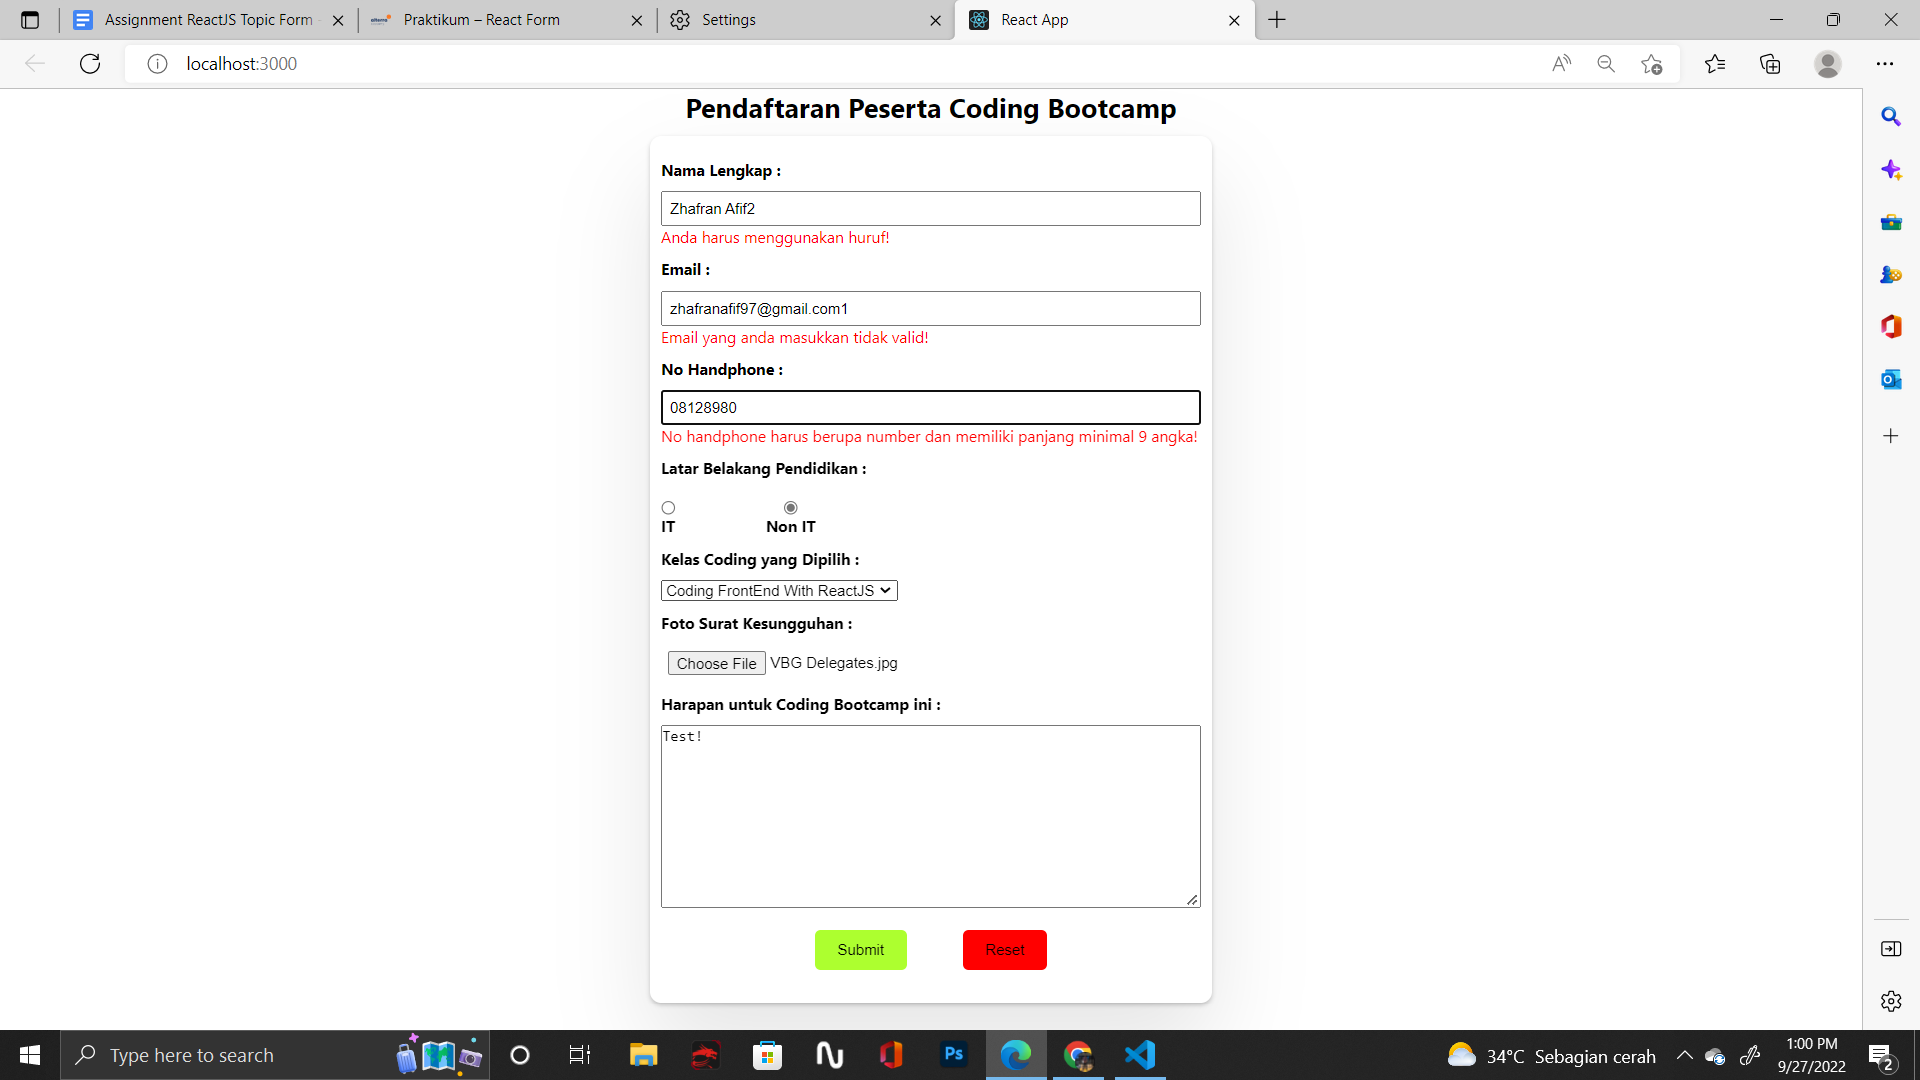 Assignment ReactJS Topic Form
Praktikum – React Form
Settings
React App
localhost:3000
Pendaftaran Peserta Coding Bootcamp
Nama Lengkap :
Zhafran Afif2
Anda harus menggunakan huruf!
Email :
zhafranafif97@gmail.com1
Email yang anda masukkan tidak valid!
No Handphone :
08128980
No handphone harus berupa number dan memiliki panjang minimal 9 angka!
Latar Belakang Pendidikan :
IT
Non IT
Kelas Coding yang Dipilih :
Coding FrontEnd With ReactJS
Foto Surat Kesungguhan :
Choose File VBG Delegates.jpg
Harapan untuk Coding Bootcamp ini :
Test!
Submit
Reset
Type here to search
Ps
34°C Sebagian cerah
1:00 PM
9/27/2022
2